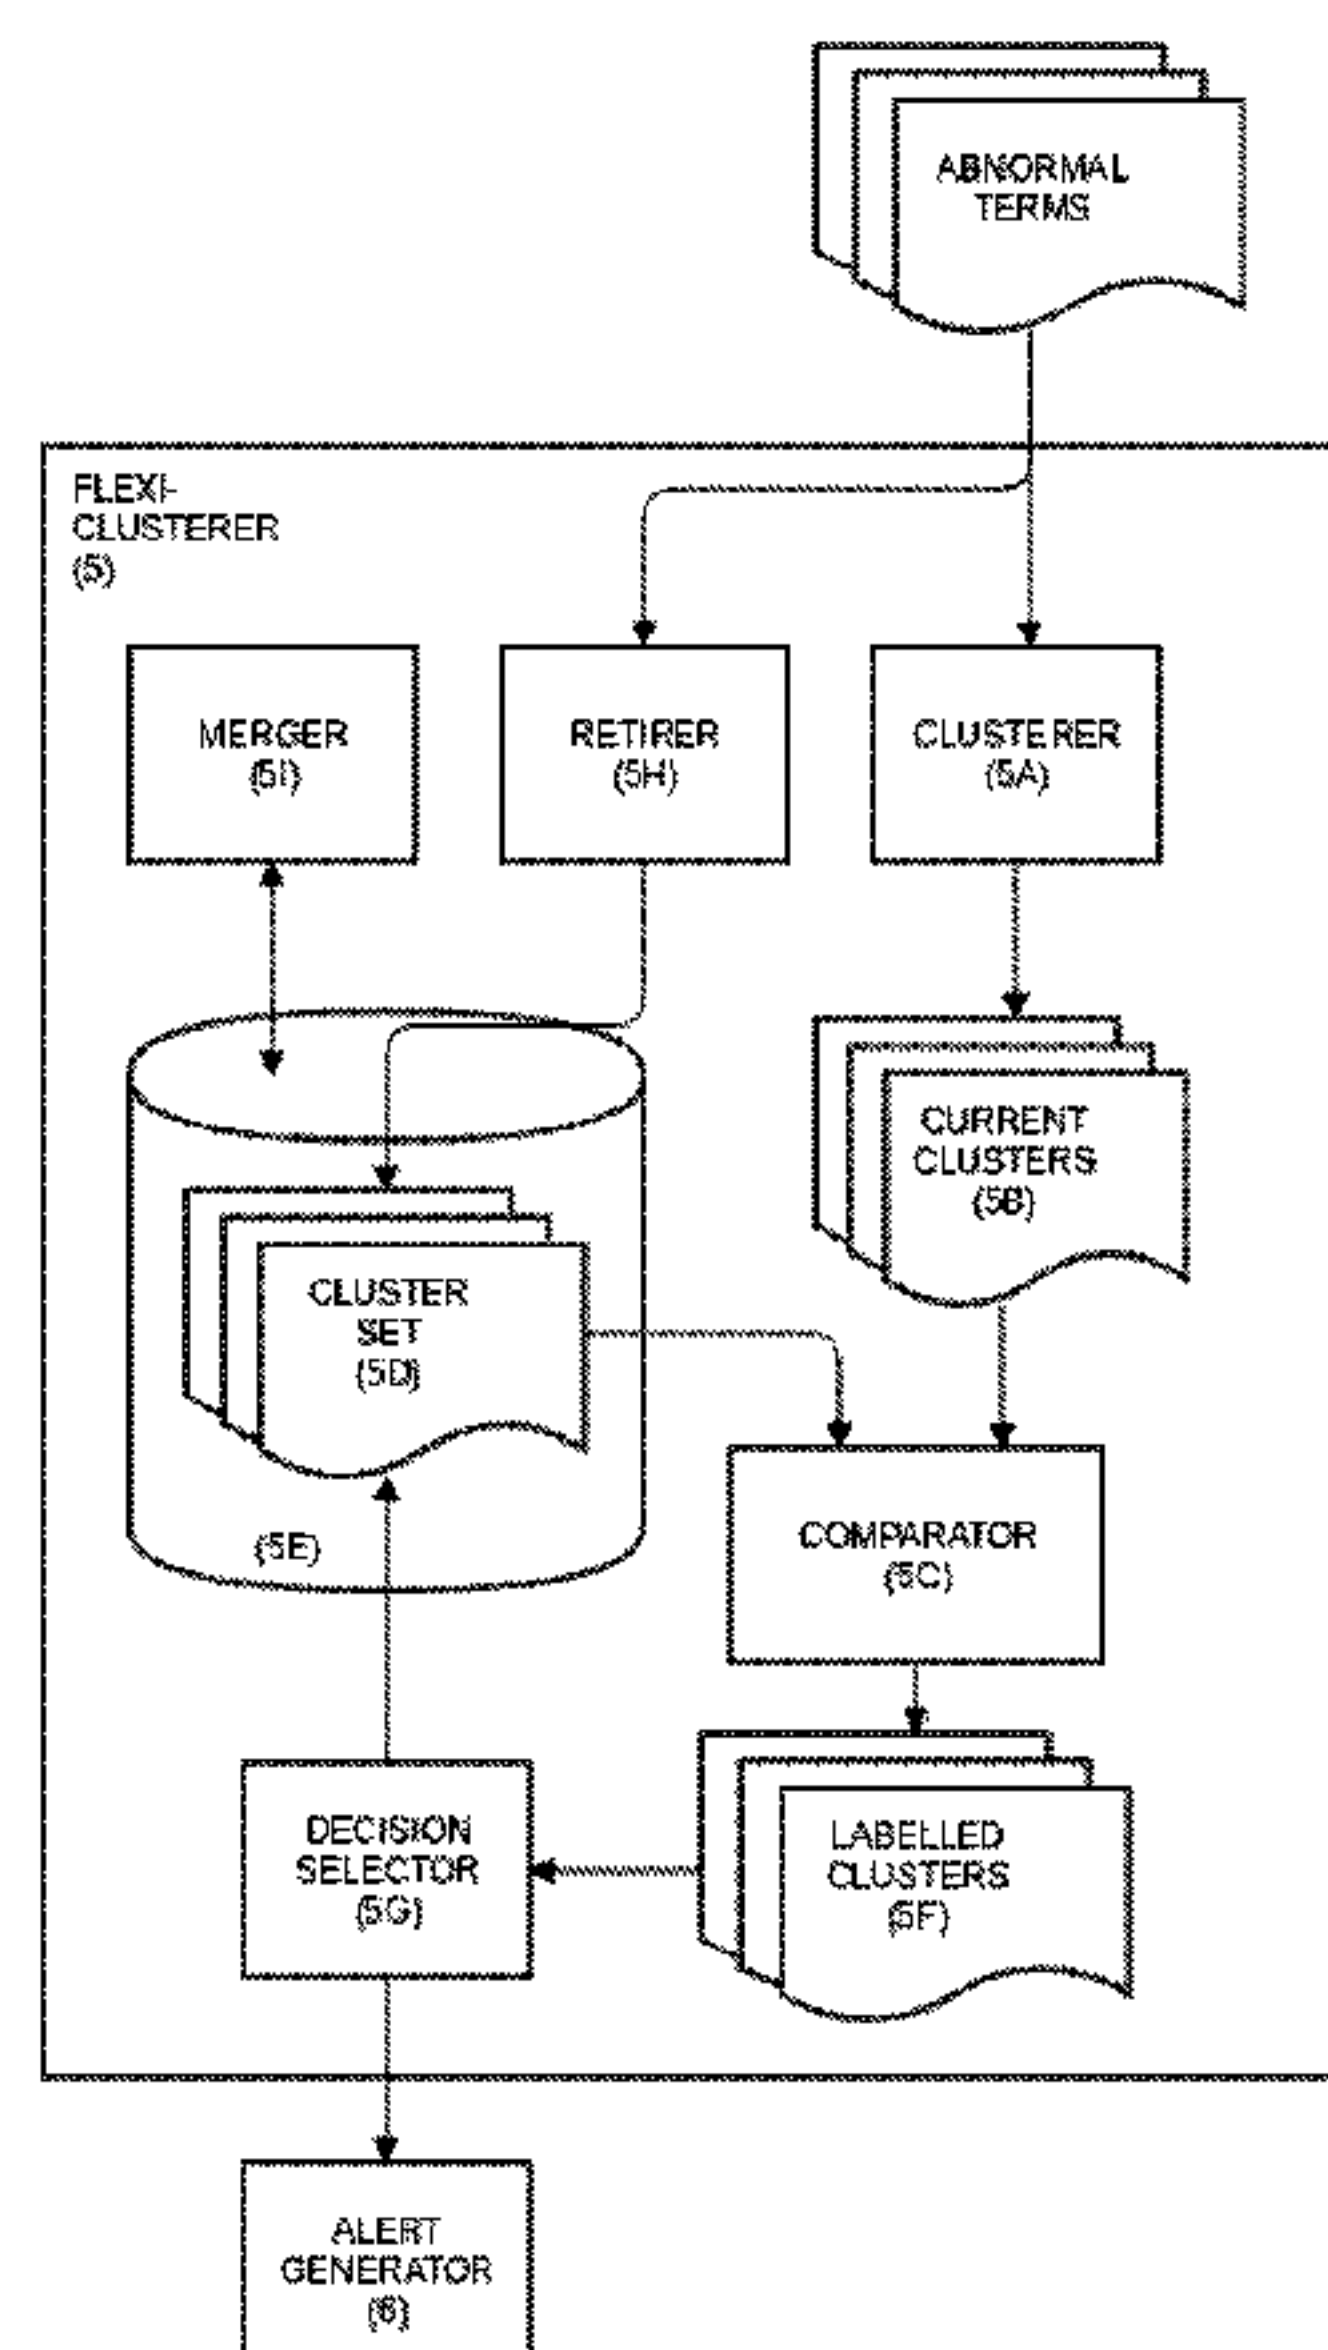 ABNORMAL
TERMS
FLEXI-
CLUSTERER
(5)
MERGER
(5I)
RETIRER
(5H)
CLUSTERER
(5A)
CURRENT
CLUSTERS
(5B)
CLUSTER
SET
(5D)
(5E)
COMPARATOR
(5C)
DECISION
SELECTOR
(5G)
LABELLED
CLUSTERS
(5F)
ALERT
GENERATOR
(6)